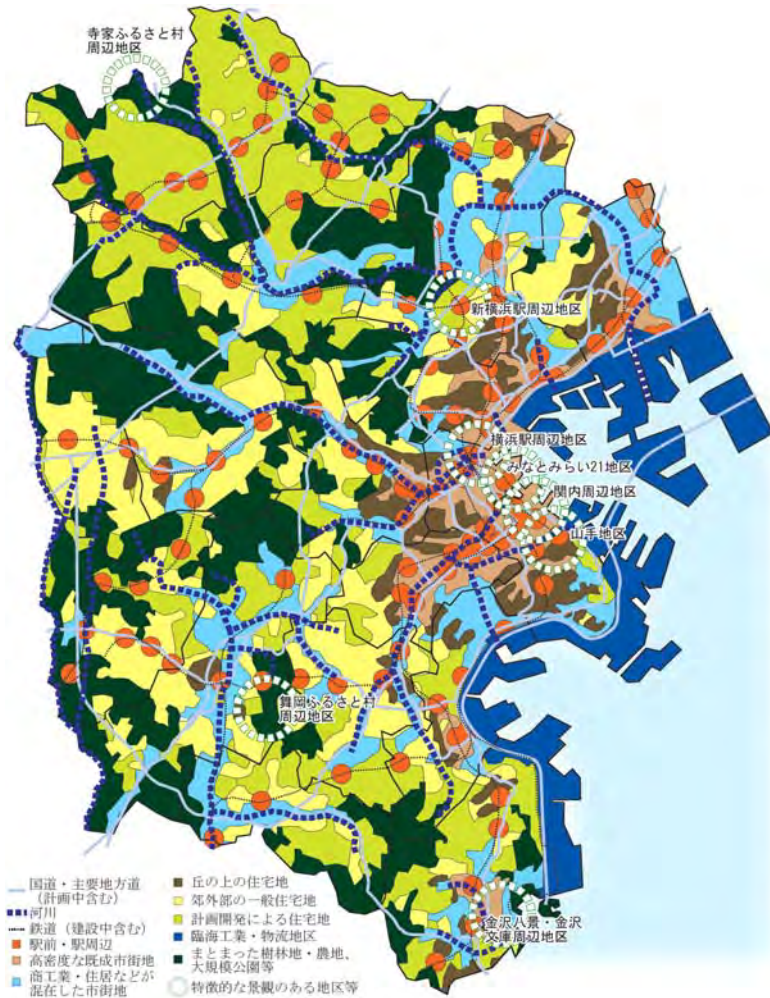 寺家ふるさと村
周辺地区
新横浜駅周辺地区
横浜駅周辺地区
みなとみらい21地区
関内周辺地区
山手地区
舞岡ふるさと村
周辺地区
金沢八景・金沢
文庫周辺地区
国道・主要地方道
(計画中含む)
河川
鉄道(建設中含む)
駅前・駅周辺
高密度な既成市街地
商工業・住居などが
混在した市街地
丘の上の住宅地
郊外部の一般住宅地
計画開発による住宅地
臨海工業・物流地区
まとまった樹林地・農地、
大規模公園等
特徴的な景観のある地区等